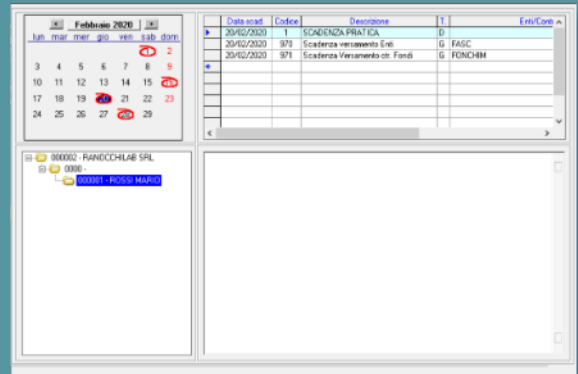 Febbraio 2020
lun mar mer gio ven sab dom
1 2
3 4 5 6 7 8 9
10 11 12 13 14 15 16
17 18 19 20 21 22 23
24 25 26 27 28 29
Data scad Codice Descrizione T. Enti/Contr
20/02/2020 1 SCADENZA PRATICA D
20/02/2020 970 Scadenza versamento Enti G FASC
20/02/2020 971 Scadenza Versamento ctr. Fondi G FONCHIM
000002 - RANOCCHILAB SRL
0000 -
000001 - ROSSI MARIO